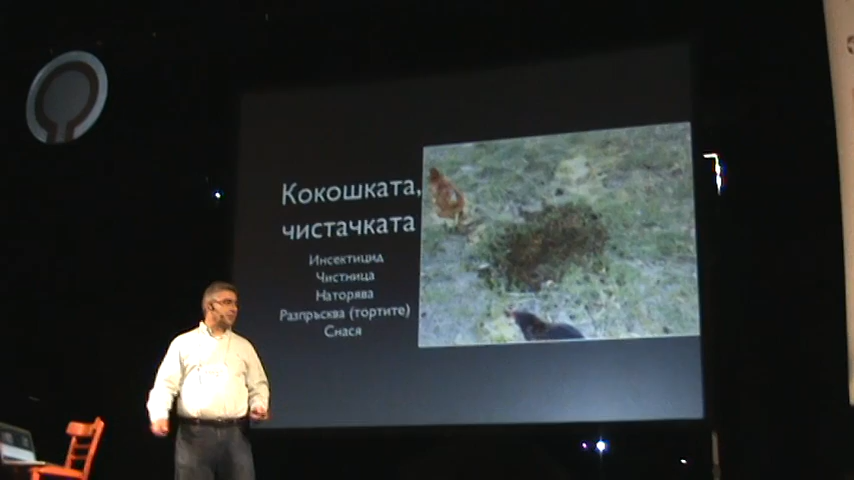 Кокошката,
чистачката
Инсектицид
Чистница
Наторява
Разпръсква (тортите)
Снася